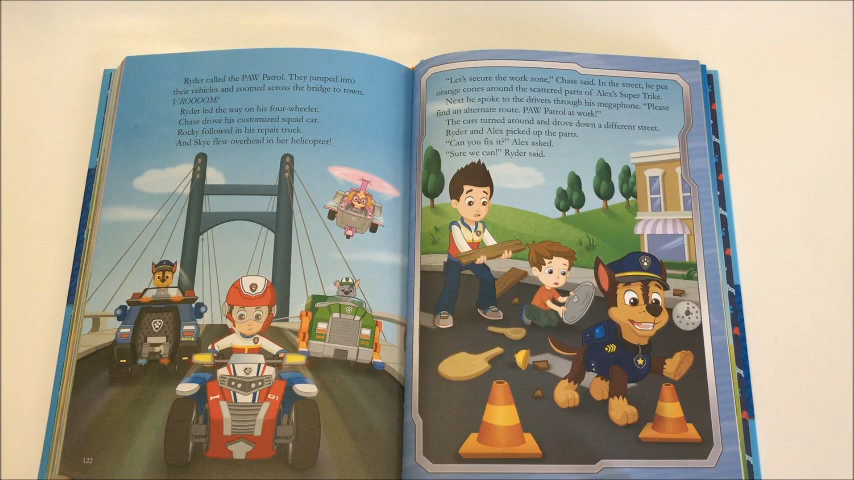 Ryder called the PAW Patrol. They jumped into
their vehicles and zoomed across the bridge to town.
VROOOM!
Ryder led the way on his four-wheeler.
Chase drove his customized squad car.
Rocky followed in his repair truck.
And Skye flew overhead in her helicopter!
122
"Let's secure the work zone," Chase said. In the street, he put
orange cones around the scattered parts of Alex's Super Trike.
Next he spoke to the drivers through his megaphone. "Please
find an alternate route. PAW Patrol at work!"
The cars turned around and drove down a different street.
Ryder and Alex picked up the parts.
"Can you fix it?" Alex asked.
"Sure we can!" Ryder said.